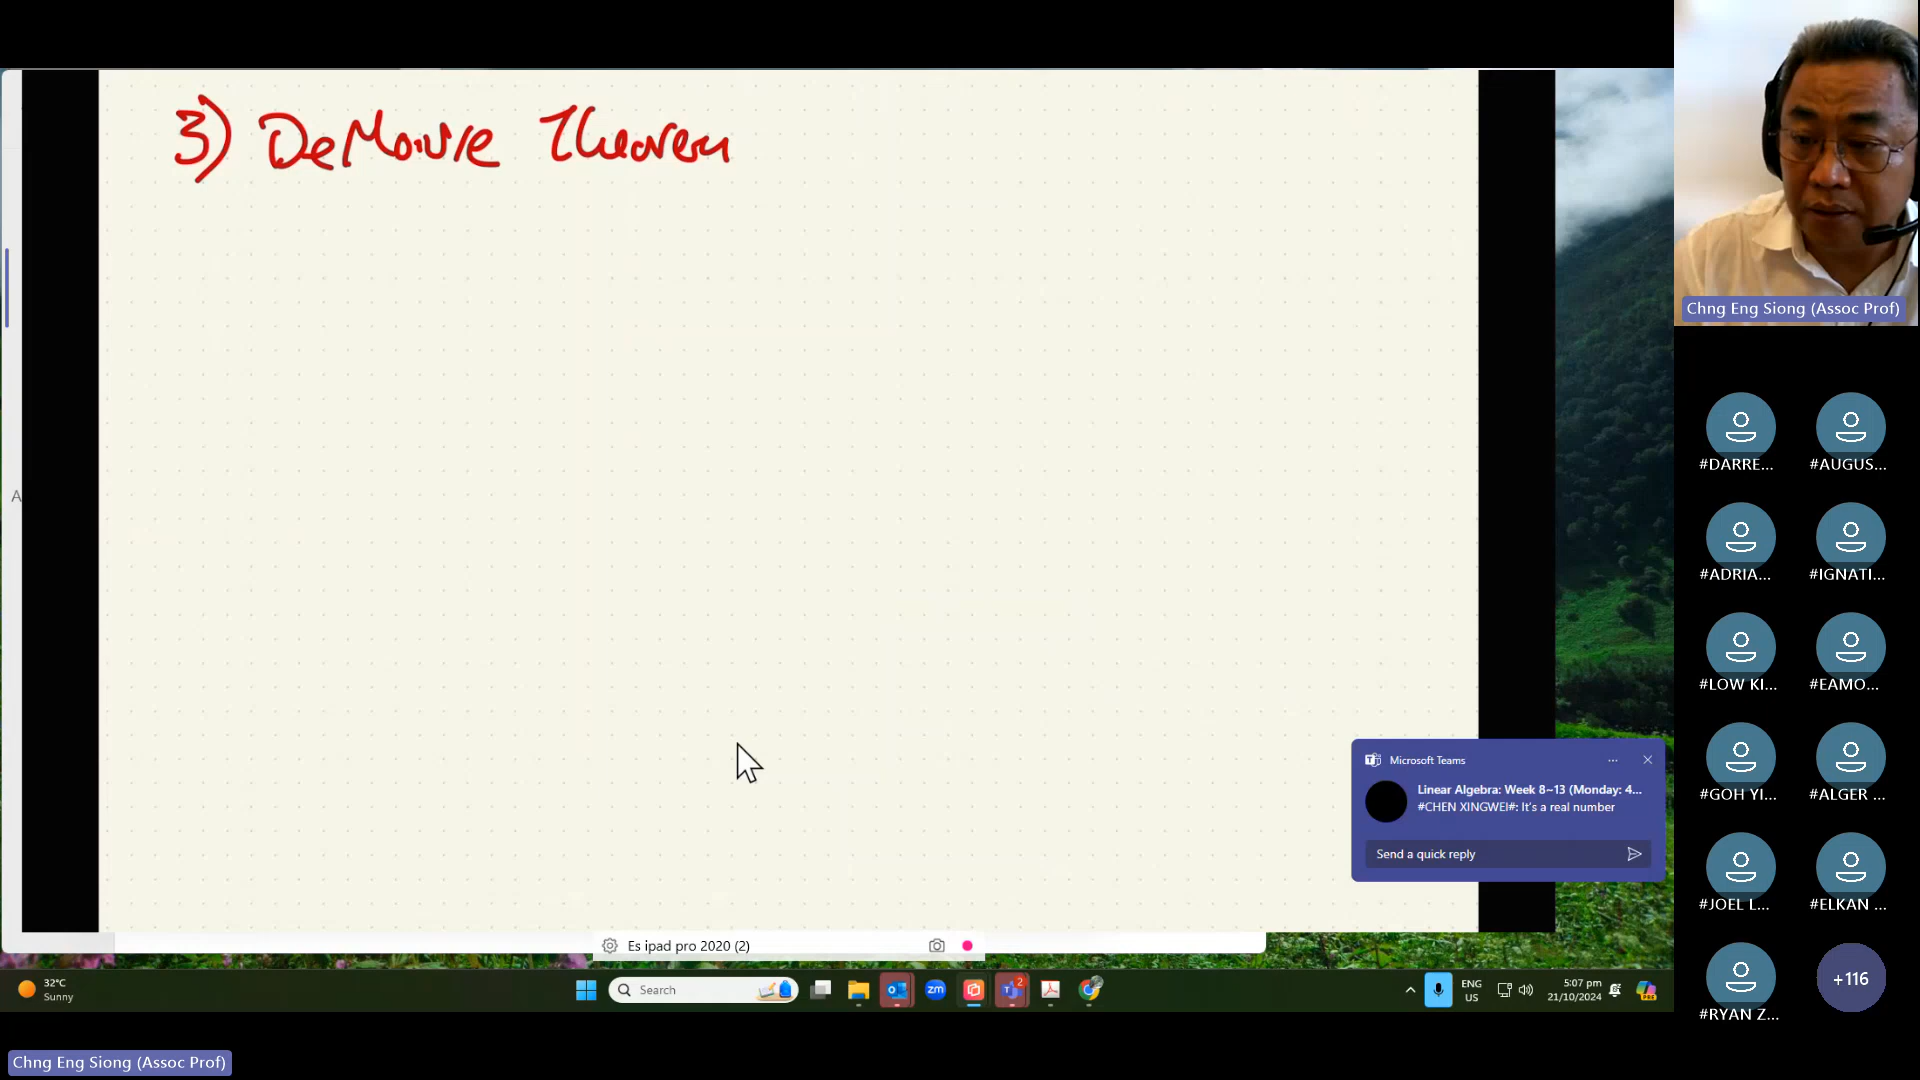 3) DeMoivre Theorem
Chng Eng Siong (Assoc Prof)
#DARRE...
#AUGUS...
#ADRIA...
#IGNATI...
#LOW KI...
#EAMO...
#GOH YI...
#ALGER ...
#JOEL L...
#ELKAN ...
#RYAN Z...
+116
A
Microsoft Teams
Linear Algebra: Week 8~13 (Monday: 4...
#CHEN XINGWEI#: It's a real number
Send a quick reply
Es ipad pro 2020 (2)
32°C
Sunny
Search
zm
2
ENG
US
5:07 pm
21/10/2024
PRE
Chng Eng Siong (Assoc Prof)